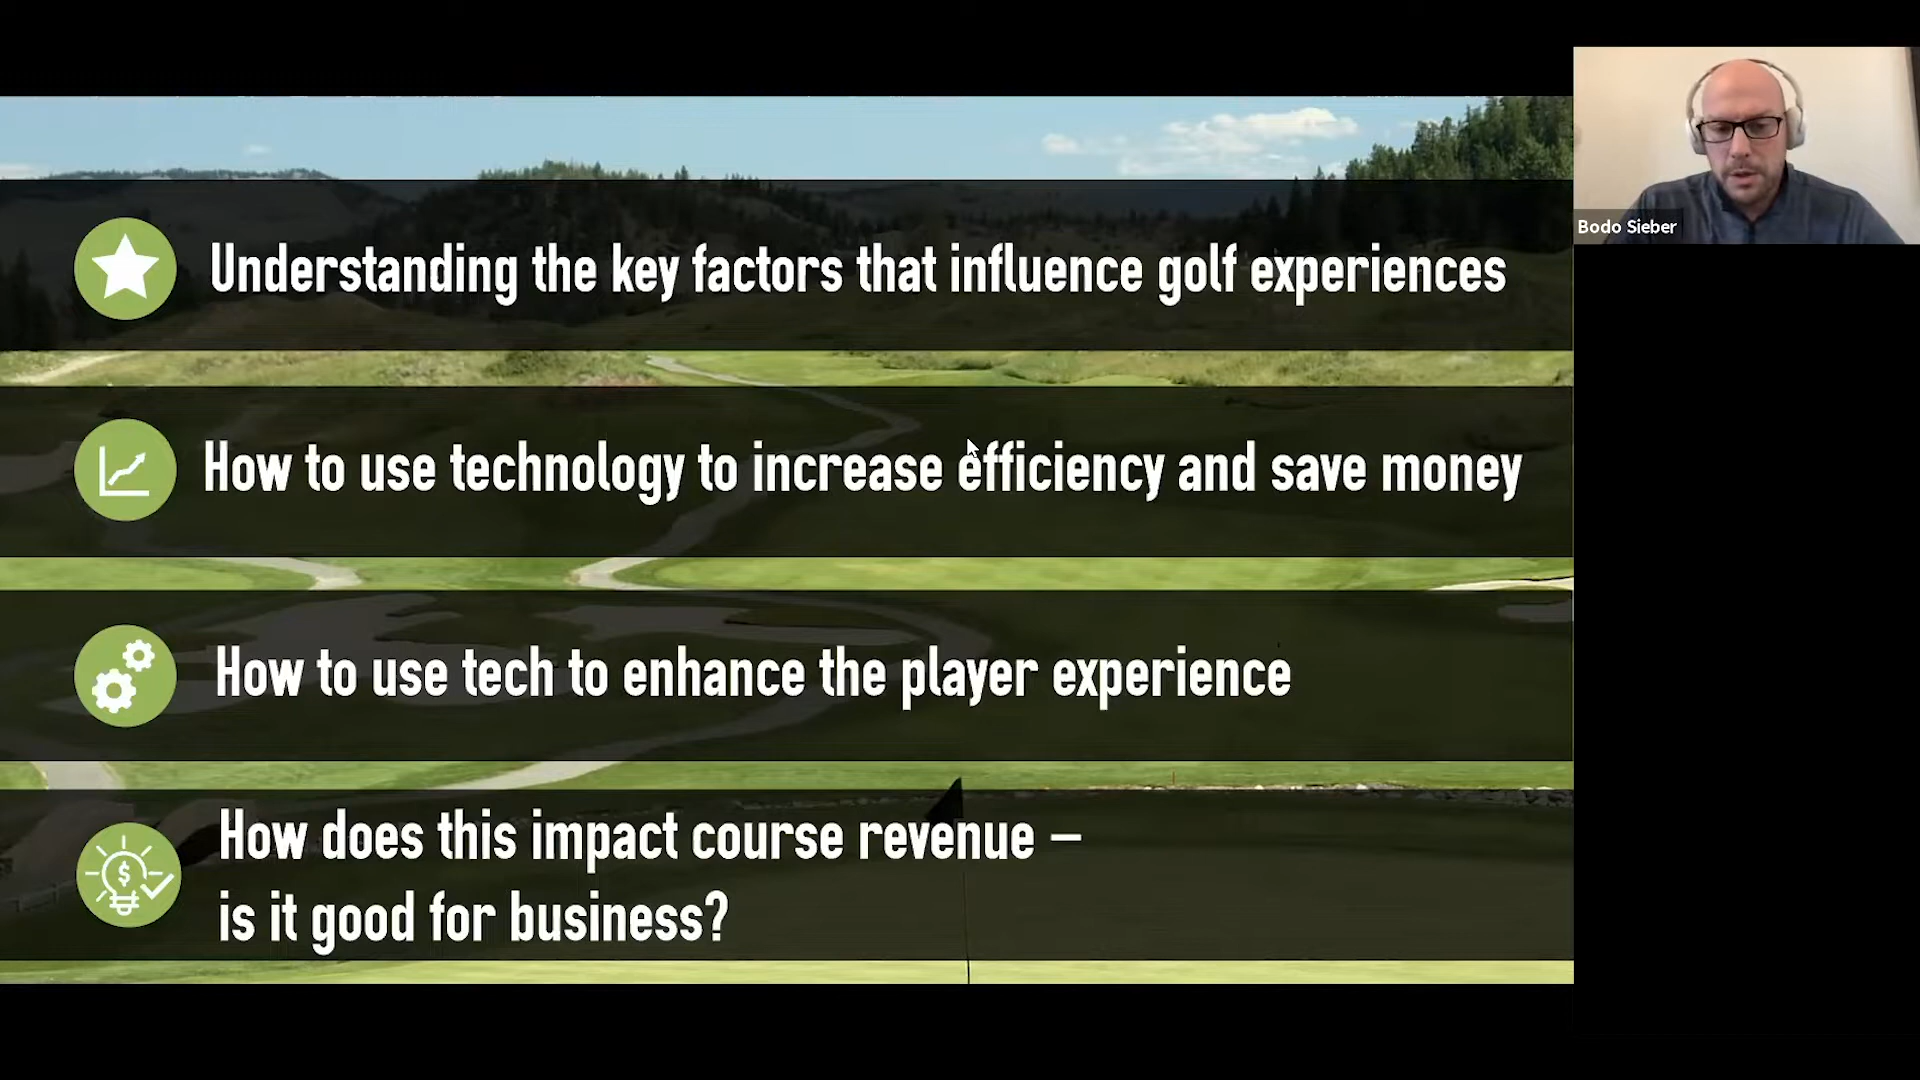 Understanding the key factors that influence golf experiences
How to use technology to increase efficiency and save money
How to use tech to enhance the player experience
$
How does this impact course revenue –
is it good for business?
Bodo Sieber